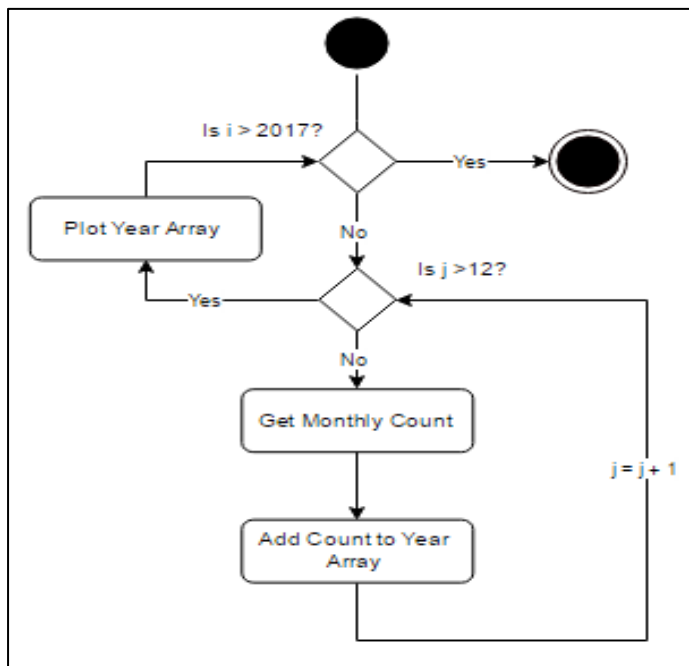 Is i > 2017?
Yes
Plot Year Array
No
Is j >12?
Yes
No
Get Monthly Count
j = j + 1
Add Count to Year
Array